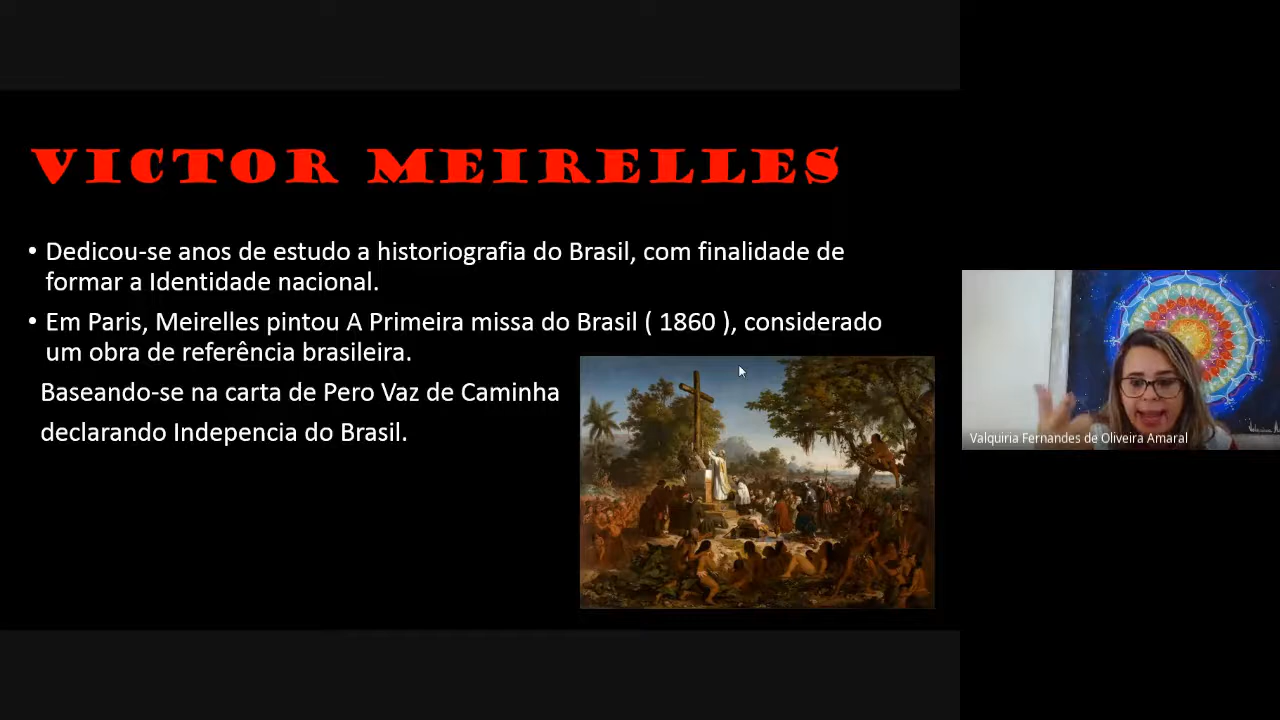 VICTOR MEIRELLES
• Dedicou-se anos de estudo a historiografia do Brasil, com finalidade de
formar a Identidade nacional.
• Em Paris, Meirelles pintou A Primeira missa do Brasil ( 1860 ), considerado
um obra de referência brasileira.
Baseando-se na carta de Pero Vaz de Caminha
declarando Indepencia do Brasil.
Valquiria Fernandes de Oliveira Amaral